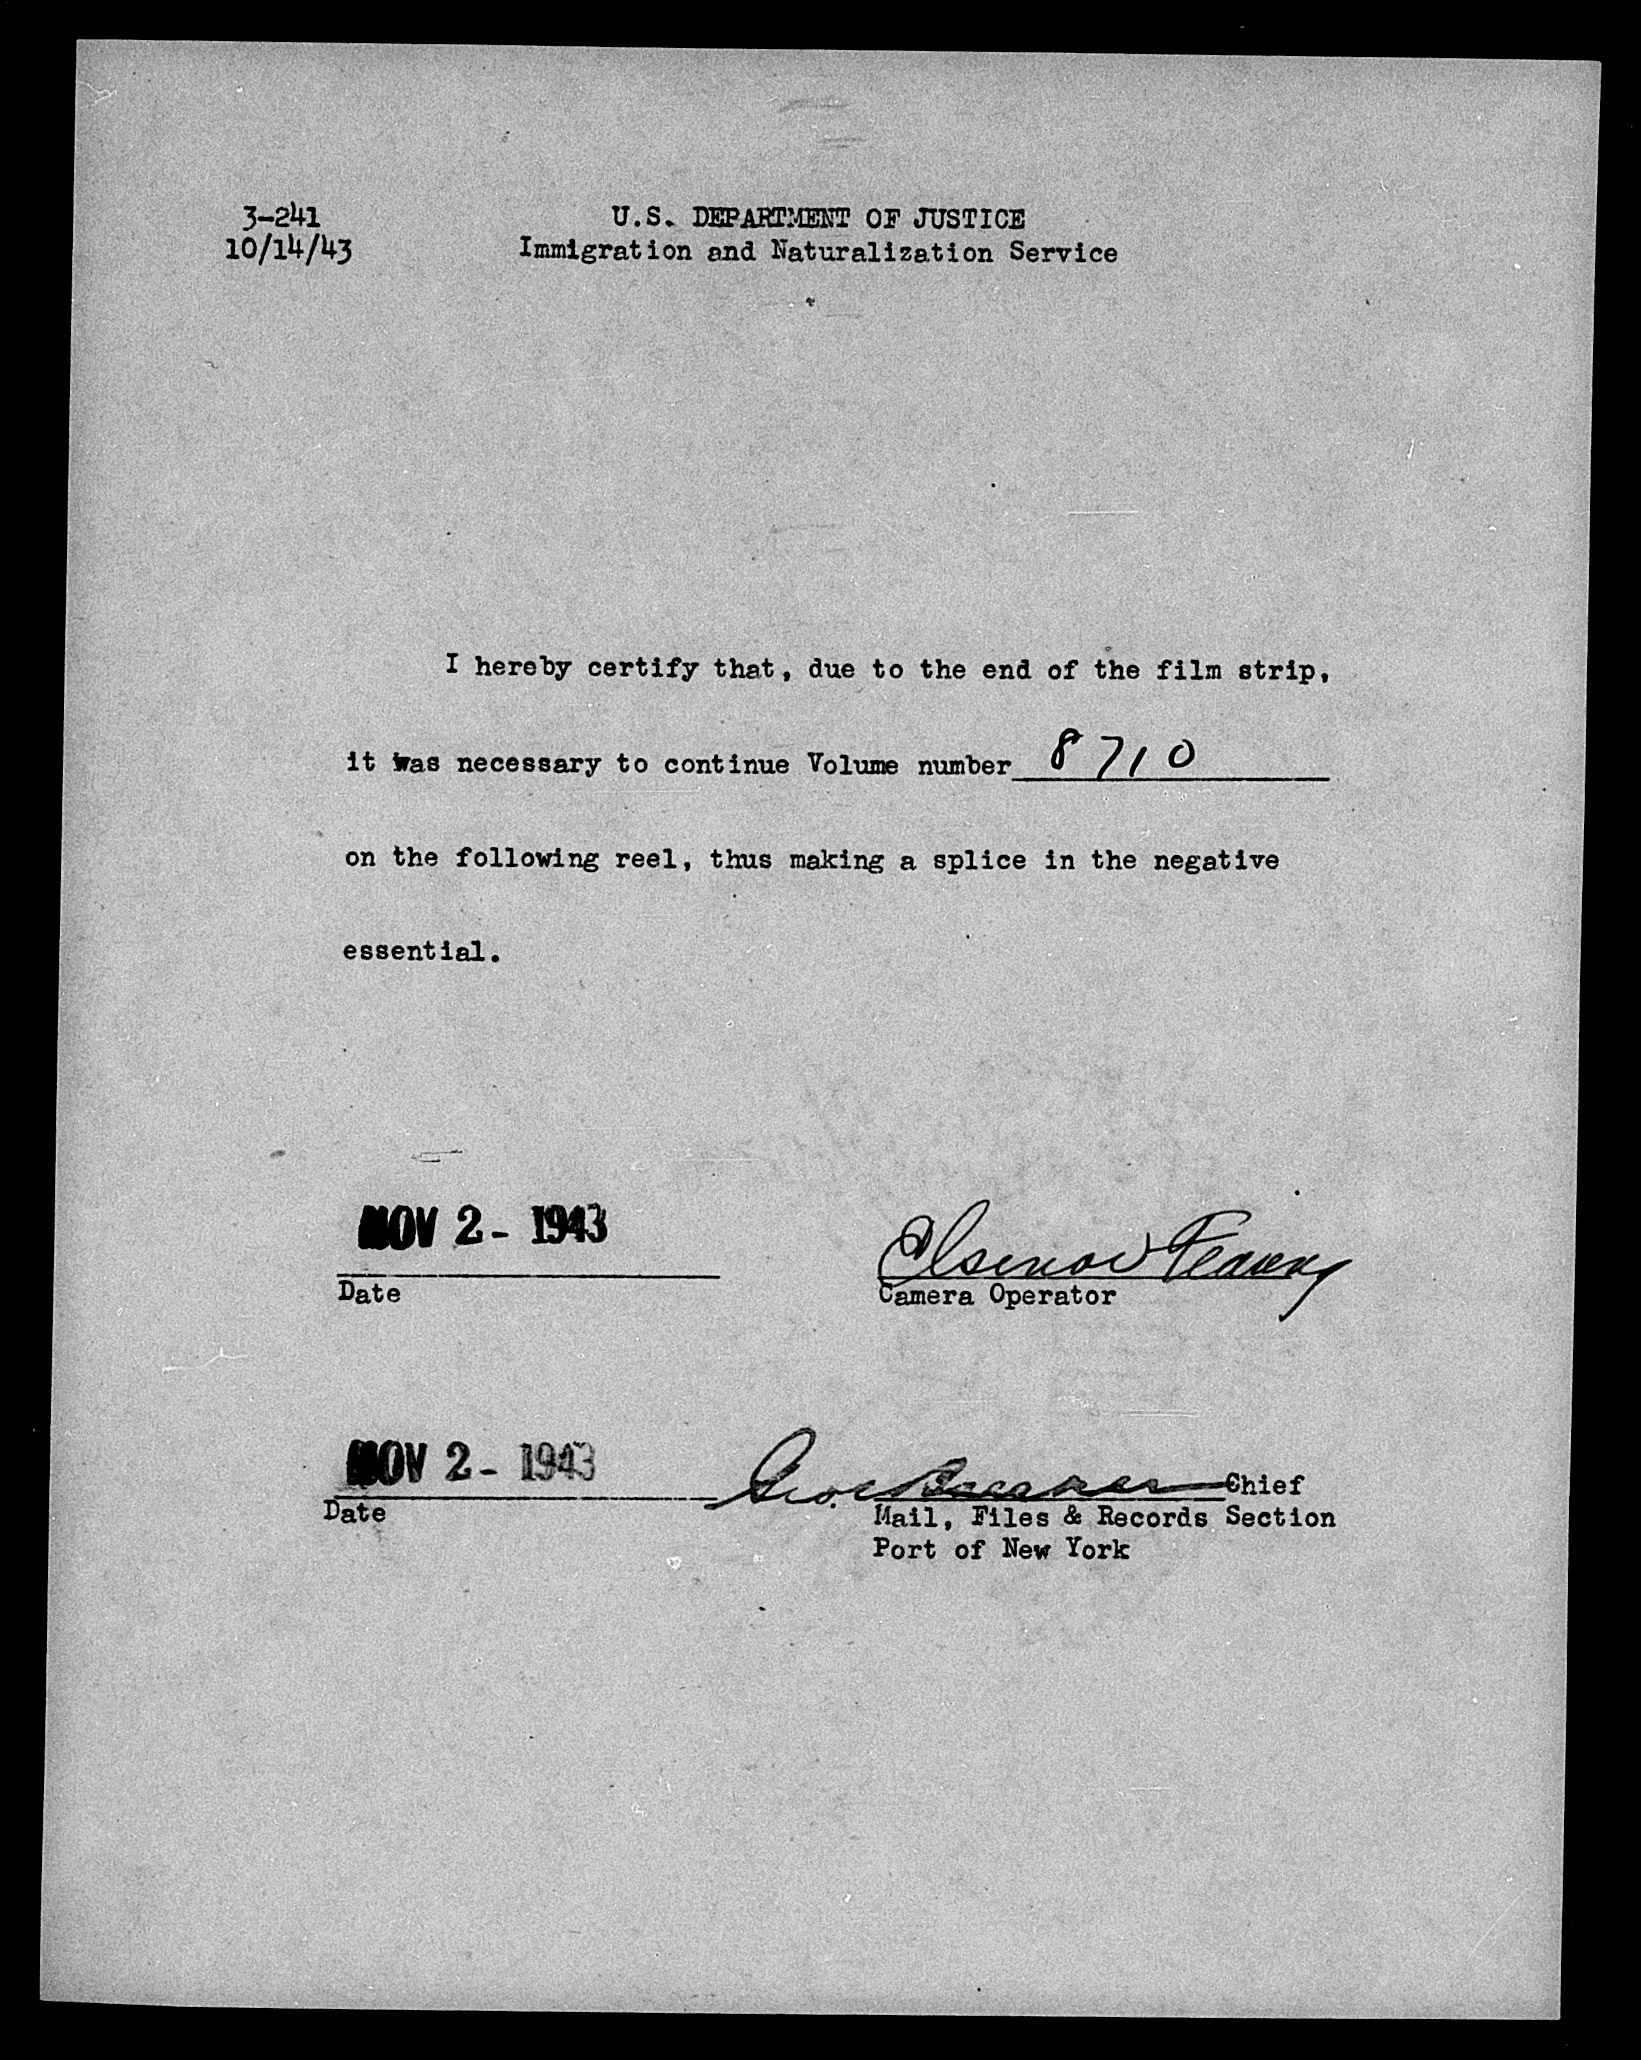 3-241
10/14/43
U.S. DEPARTMENT OF JUSTICE
Immigration and Naturalization Service
I hereby certify that, due to the end of the film strip,
it was necessary to continue Volume number 8710
on the following reel, thus making a splice in the negative
essential.
NOV 2 - 1943
Date
Camera Operator
NOV 2 - 1943
Date
Chief
Mail, Files & Records Section
Port of New York